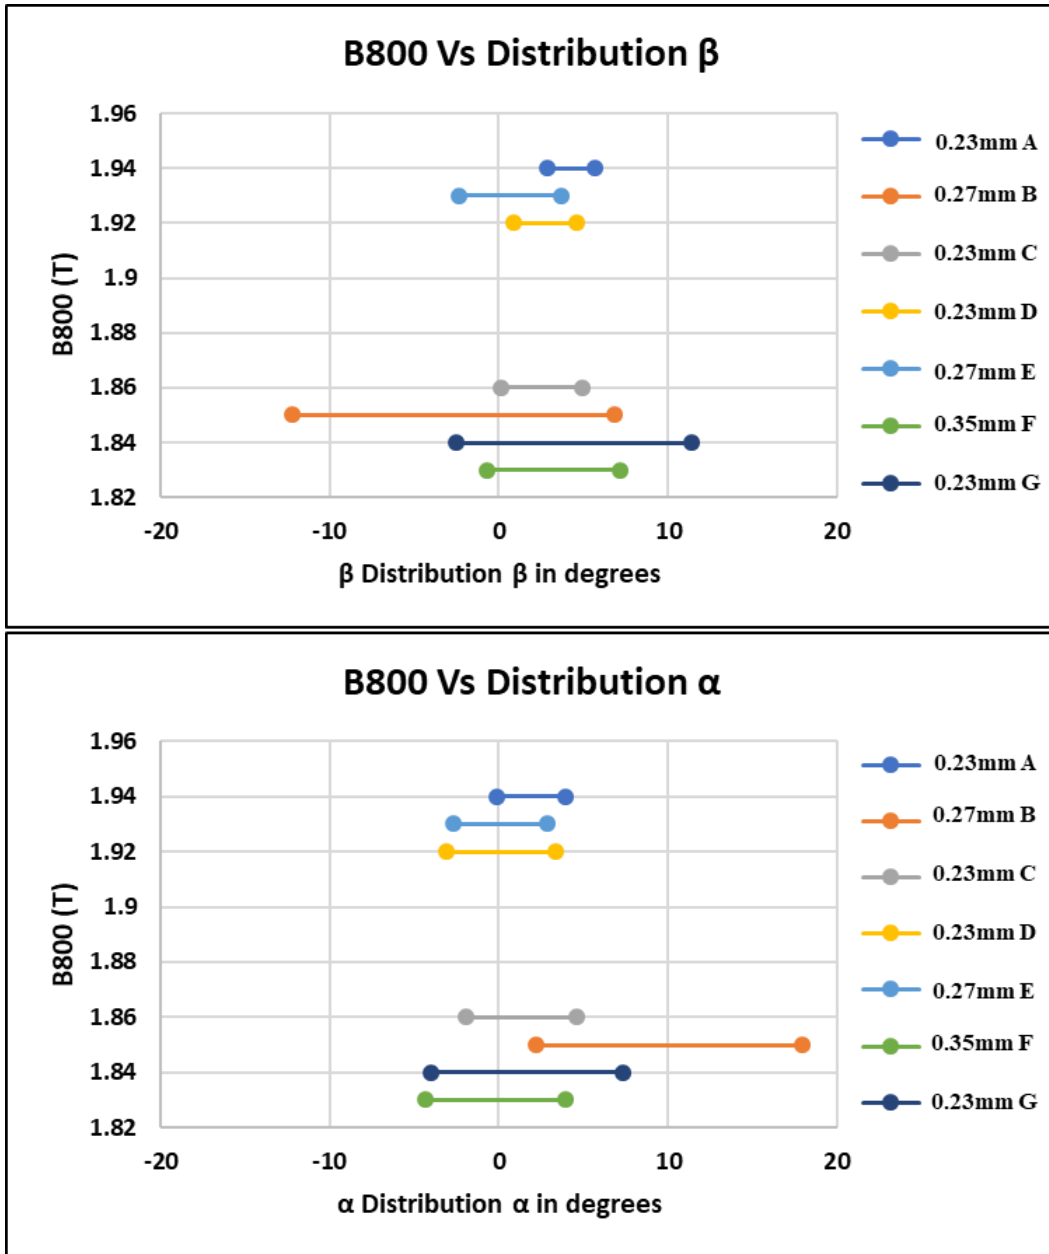 B800 Vs Distribution β
1.96
1.94
1.92
1.9
1.88
1.86
1.84
1.82
B800 (T)
-20 -10 0 10 20
β Distribution β in degrees
0.23mm A
0.27mm B
0.23mm C
0.23mm D
0.27mm E
0.35mm F
0.23mm G
B800 Vs Distribution α
1.96
1.94
1.92
1.9
1.88
1.86
1.84
1.82
B800 (T)
-20 -10 0 10 20
α Distribution α in degrees
0.23mm A
0.27mm B
0.23mm C
0.23mm D
0.27mm E
0.35mm F
0.23mm G